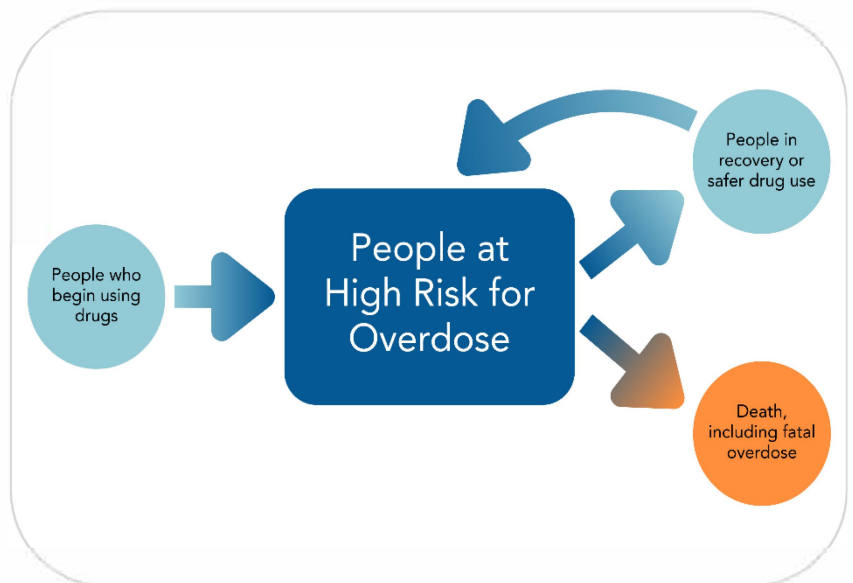 People who
begin using
drugs
People at
High Risk for
Overdose
People in
recovery or
safer drug use
Death,
including fatal
overdose